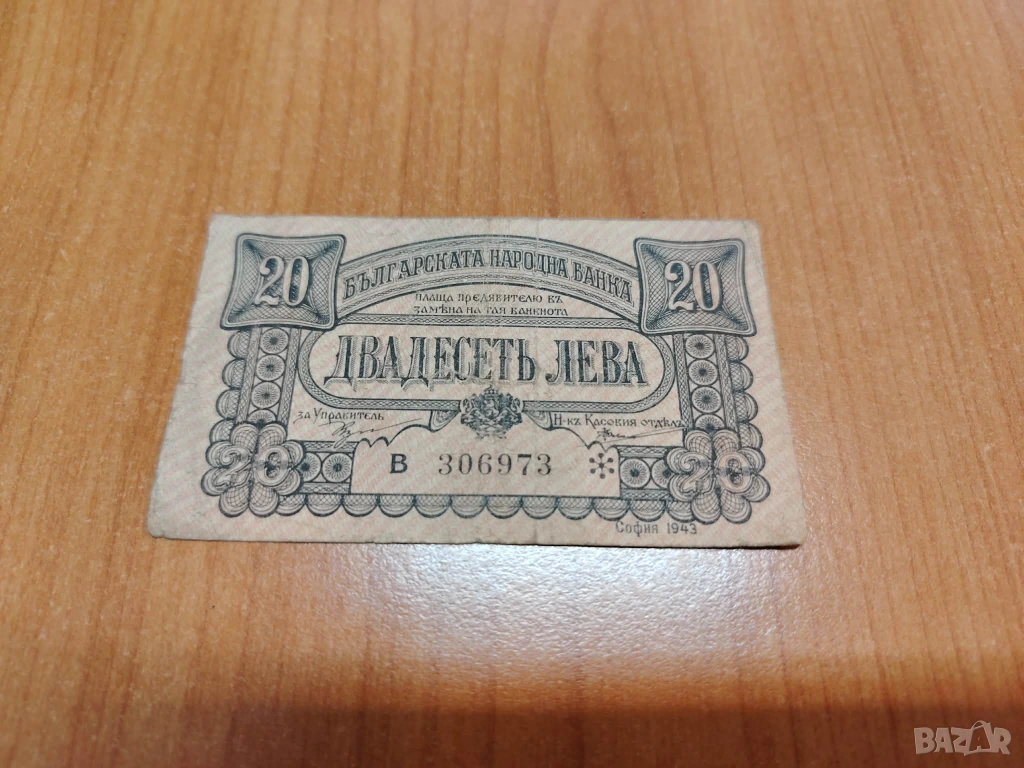 20 БЪЛГАРСКАТА НАРОДНА БАНКА 20
ПЛАЩА ПРЕДЯВИТЕЛЮ ВЪ
ЗАМѢНА НА ТАЯ БАНКНОТА
ДВАДЕСЕТЬ ЛЕВА
за Управитель
Н-къ Касовия отдѣлъ
20 В 306973 20
София 1943
BAZAR